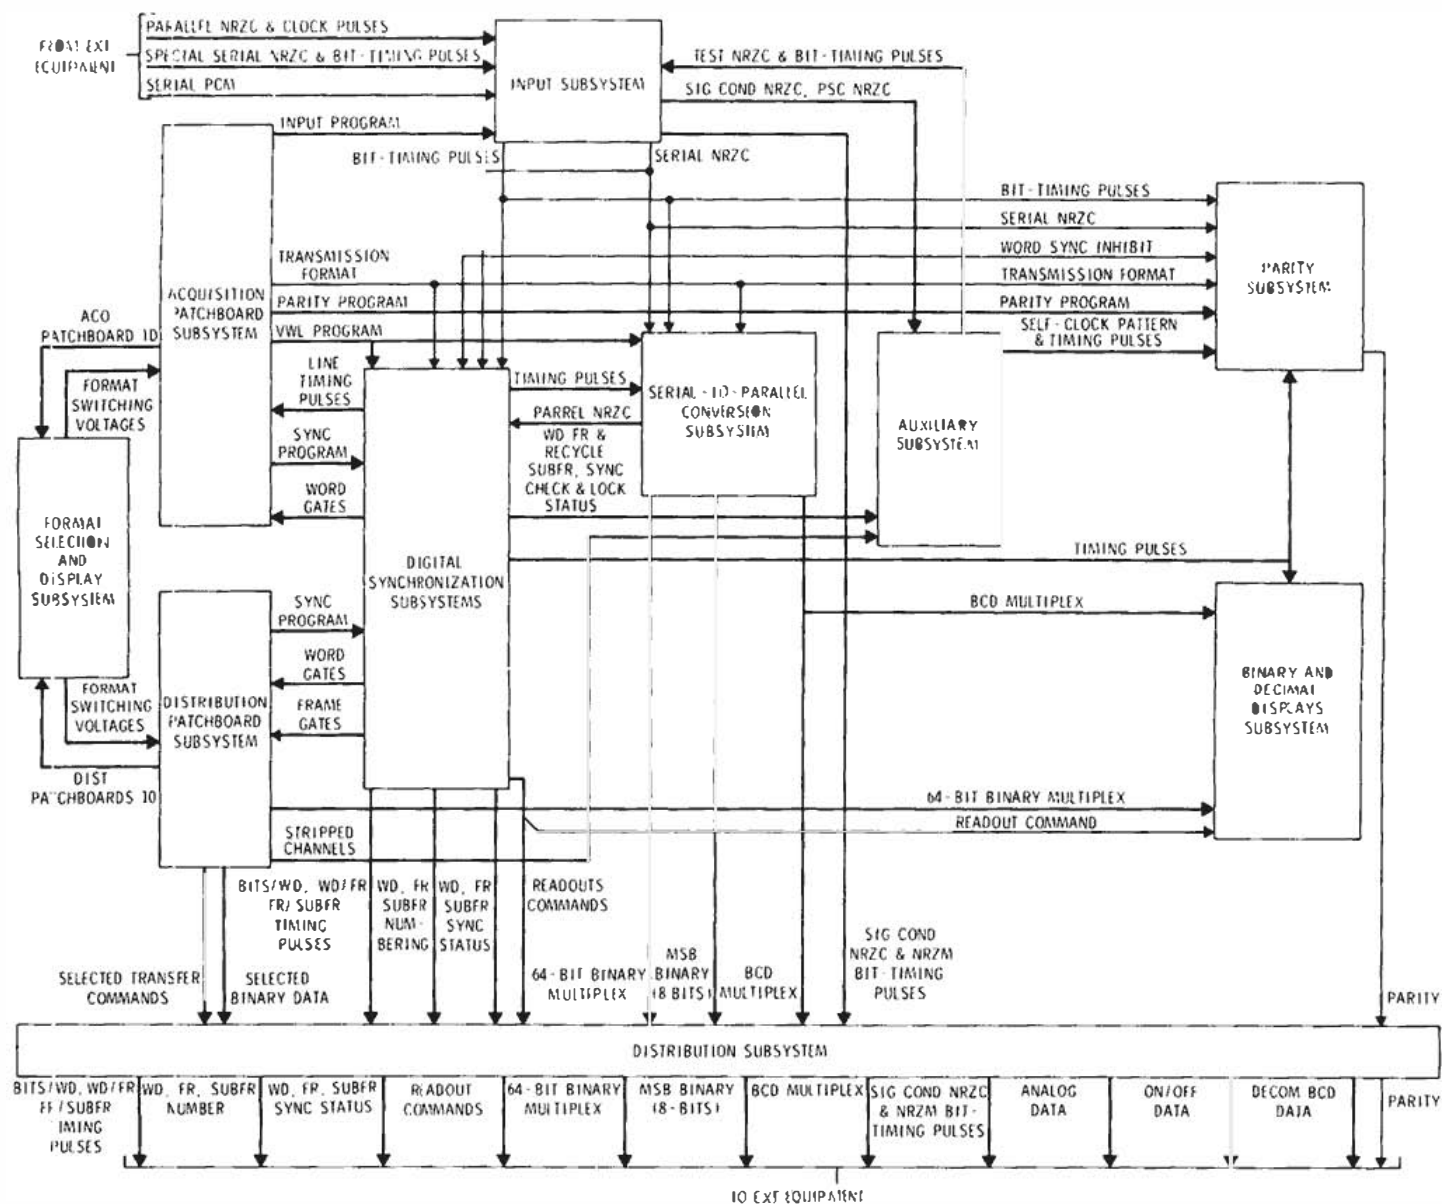 PARALLEL NRZC & CLOCK PULSES
FROM EXT
EQUIPMENT
SPECIAL SERIAL NRZC & BIT-TIMING PULSES
SERIAL PCM
INPUT SUBSYSTEM
TEST NRZC & BIT-TIMING PULSES
SIG COND NRZC, PSC NRZC
INPUT PROGRAM
BIT-TIMING PULSES
SERIAL NRZC
BIT-TIMING PULSES
SERIAL NRZC
WORD SYNC INHIBIT
TRANSMISSION FORMAT
PARITY PROGRAM
SELF-CLOCK PATTERN
& TIMING PULSES
PARITY
SUBSYSTEM
TRANSMISSION
FORMAT
PARITY PROGRAM
VWL PROGRAM
ACQUISITION
PATCHBOARD
SUBSYSTEM
ACO
PATCHBOARD 1D
FORMAT
SWITCHING
VOLTAGES
LINE
TIMING
PULSES
SYNC
PROGRAM
WORD
GATES
TIMING PULSES
PARREL NRZC
WD FR &
RECYCLE
SUBFR, SYNC
CHECK & LOCK
STATUS
SERIAL-TO-PARALLEL
CONVERSION
SUBSYSTEM
AUXILIARY
SUBSYSTEM
FORMAT
SELECTION
AND
DISPLAY
SUBSYSTEM
DIGITAL
SYNCHRONIZATION
SUBSYSTEMS
TIMING PULSES
BCD MULTIPLEX
SYNC
PROGRAM
WORD
GATES
FRAME
GATES
FORMAT
SWITCHING
VOLTAGES
DISTRIBUTION
PATCHBOARD
SUBSYSTEM
DIST
PATCHBOARDS 10
BINARY AND
DECIMAL
DISPLAYS
SUBSYSTEM
64-BIT BINARY MULTIPLEX
READOUT COMMAND
STRIPPED
CHANNELS
BITS/WD, WD/FR
FR/SUBFR
TIMING
PULSES
WD, FR
SUBFR
NUM-
BERING
WD, FR
SUBFR
SYNC
STATUS
READOUTS
COMMANDS
SELECTED TRANSFER
COMMANDS
SELECTED
BINARY DATA
64-BIT BINARY
MULTIPLEX
MSB
BINARY
(8 BITS)
BCD
MULTIPLEX
SIG COND
NRZC & NRZM
BIT-TIMING
PULSES
PARITY
DISTRIBUTION SUBSYSTEM
BITS/WD, WD/FR
FF/SUBFR
TIMING
PULSES
WD, FR, SUBFR
NUMBER
WD, FR, SUBFR
SYNC STATUS
READOUT
COMMANDS
64-BIT BINARY
MULTIPLEX
MSB BINARY
(8-BITS)
BCD MULTIPLEX
SIG COND NRZC
& NRZM BIT-
TIMING PULSES
ANALOG
DATA
ON/OFF
DATA
DECOM BCD
DATA
PARITY
TO EXT EQUIPMENT